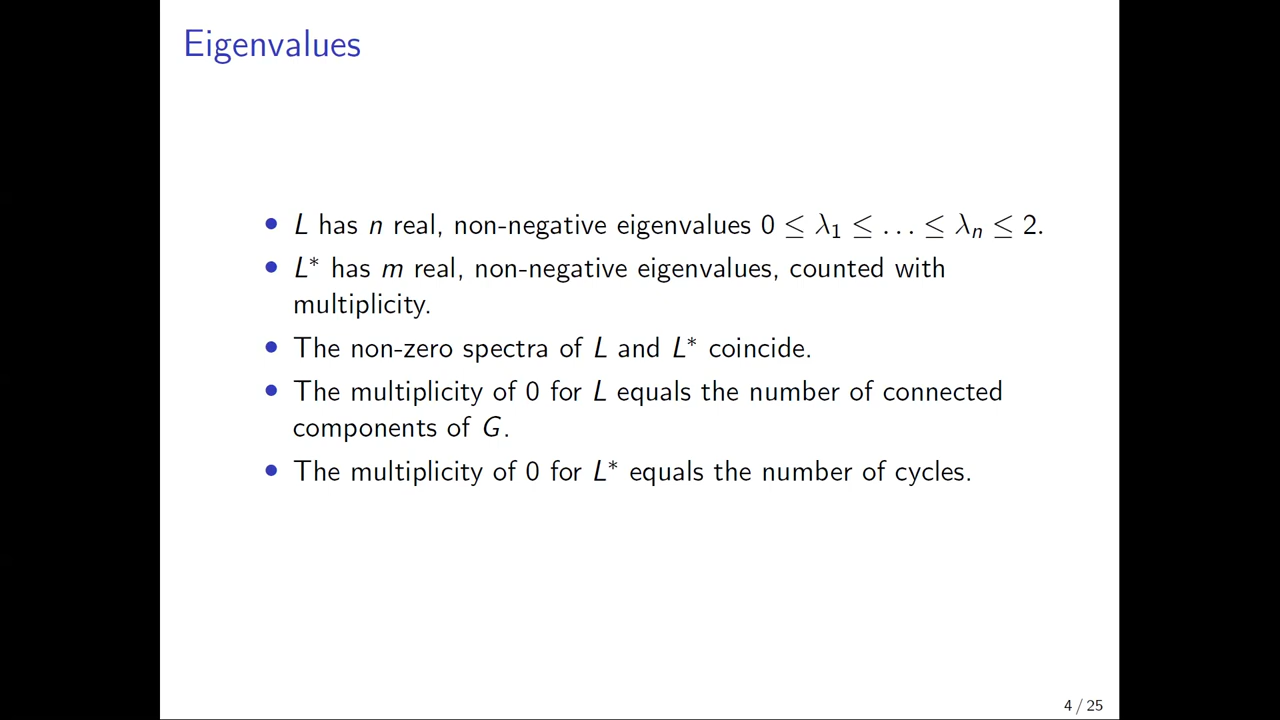 Eigenvalues
• L has n real, non-negative eigenvalues 0 ≤ λ₁ ≤ … ≤ λₙ ≤ 2.
• L* has m real, non-negative eigenvalues, counted with
multiplicity.
• The non-zero spectra of L and L* coincide.
• The multiplicity of 0 for L equals the number of connected
components of G.
• The multiplicity of 0 for L* equals the number of cycles.
4 / 25